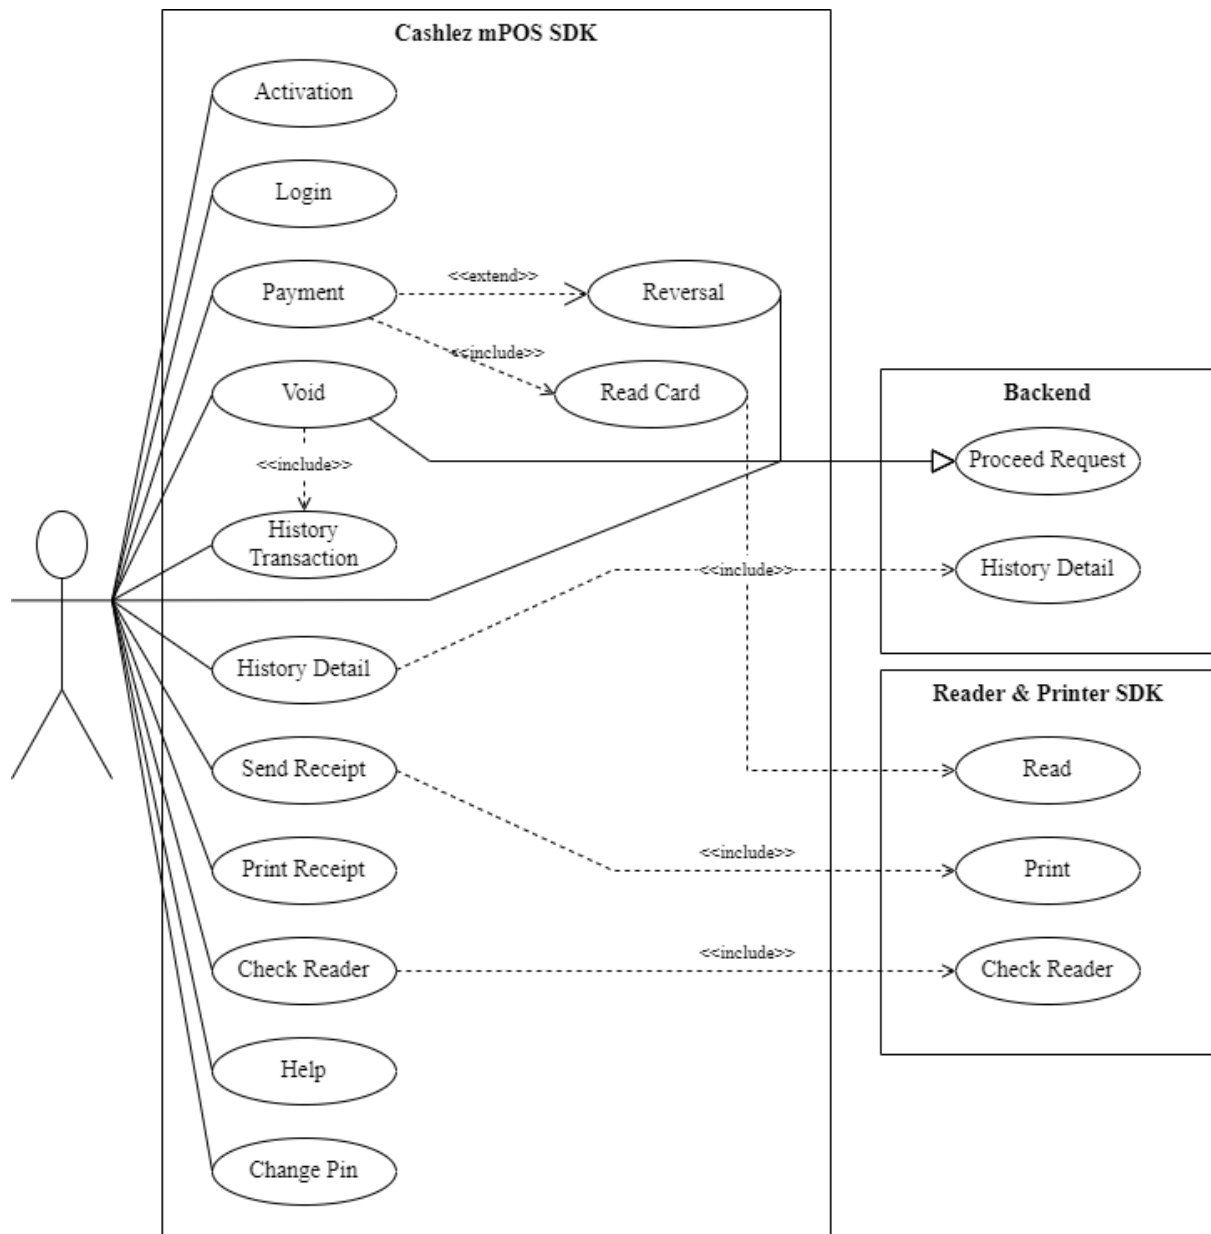 Cashlez mPOS SDK
Activation
Login
Payment
<<extend>>
Reversal
<<include>>
Void
Read Card
<<include>>
History
Transaction
History Detail
<<include>>
Send Receipt
Print Receipt
<<include>>
Check Reader
<<include>>
Help
Change Pin
Backend
Proceed Request
History Detail
Reader & Printer SDK
Read
Print
Check Reader